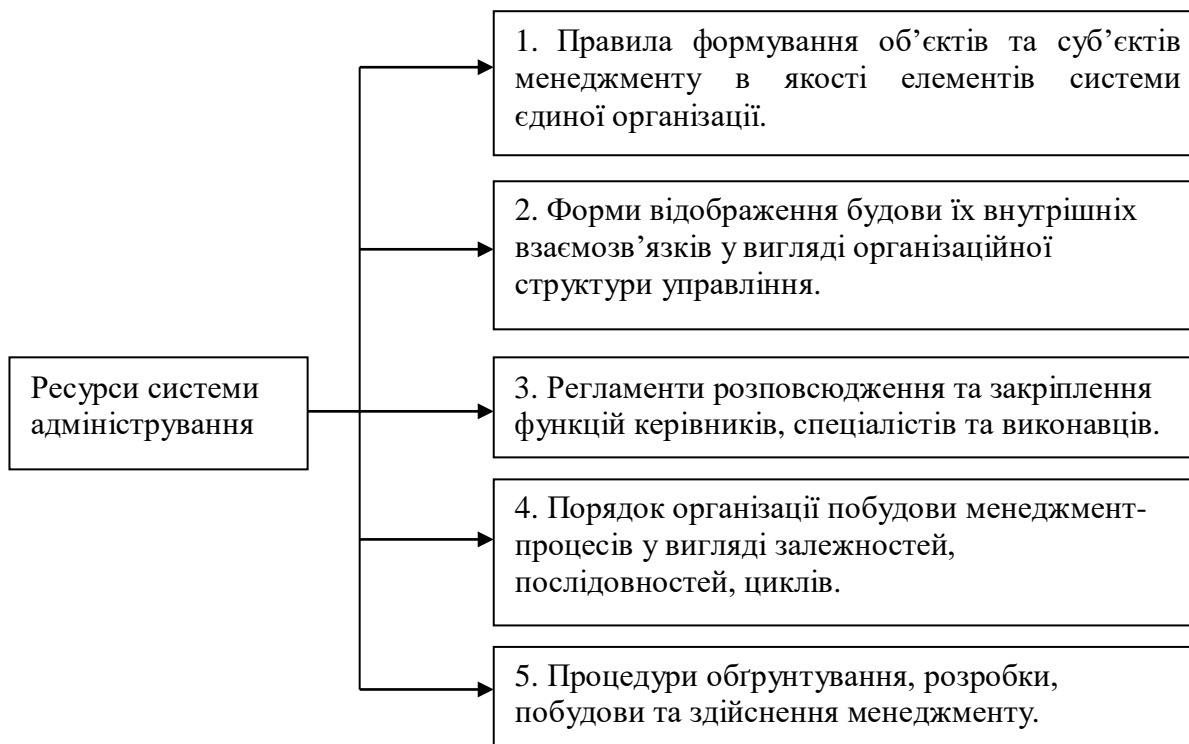 1. Правила формування об’єктів та суб’єктів
менеджменту в якості елементів системи
єдиної організації.
2. Форми відображення будови їх внутрішніх
взаємозв’язків у вигляді організаційної
структури управління.
Ресурси системи
адміністрування
3. Регламенти розповсюдження та закріплення
функцій керівників, спеціалістів та виконавців.
4. Порядок організації побудови менеджмент-
процесів у вигляді залежностей,
послідовностей, циклів.
5. Процедури обґрунтування, розробки,
побудови та здійснення менеджменту.